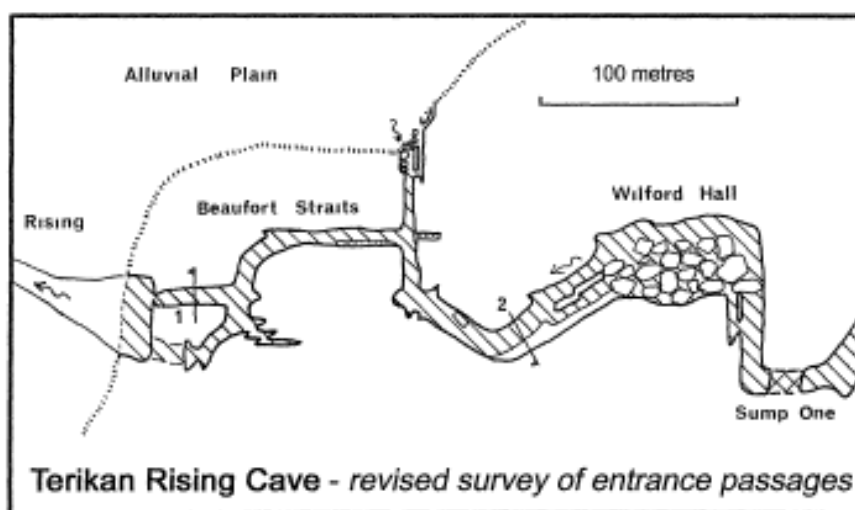 Alluvial Plain
100 metres
Wilford Hall
Beaufort Straits
Rising
1
2
Sump One
Terikan Rising Cave - revised survey of entrance passages